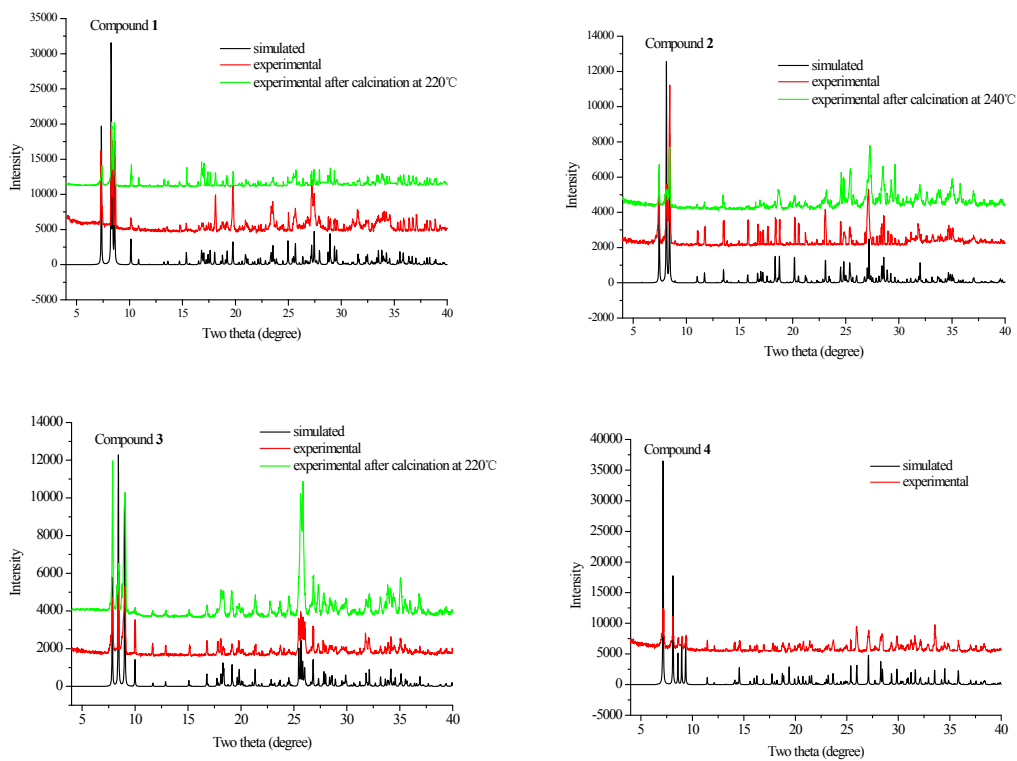 Compound 1
simulated
experimental
experimental after calcination at 220℃
35000
30000
25000
20000
15000
10000
5000
0
-5000
Intensity
5 10 15 20 25 30 35 40
Two theta (degree)
Compound 2
simulated
experimental
experimental after calcination at 240℃
14000
12000
10000
8000
6000
4000
2000
0
-2000
Intensity
5 10 15 20 25 30 35 40
Two theta (degree)
Compound 3
simulated
experimental
experimental after calcination at 220℃
14000
12000
10000
8000
6000
4000
2000
0
Intensity
5 10 15 20 25 30 35 40
Two theta (degree)
Compound 4
simulated
experimental
40000
35000
30000
25000
20000
15000
10000
5000
0
-5000
Intensity
5 10 15 20 25 30 35 40
Two theta (degree)